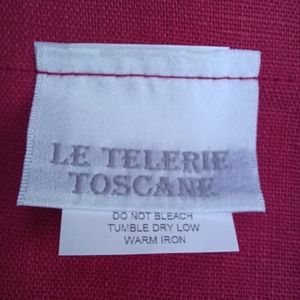 LE TELERIE
TOSCANE
DO NOT BLEACH
TUMBLE DRY LOW
WARM IRON